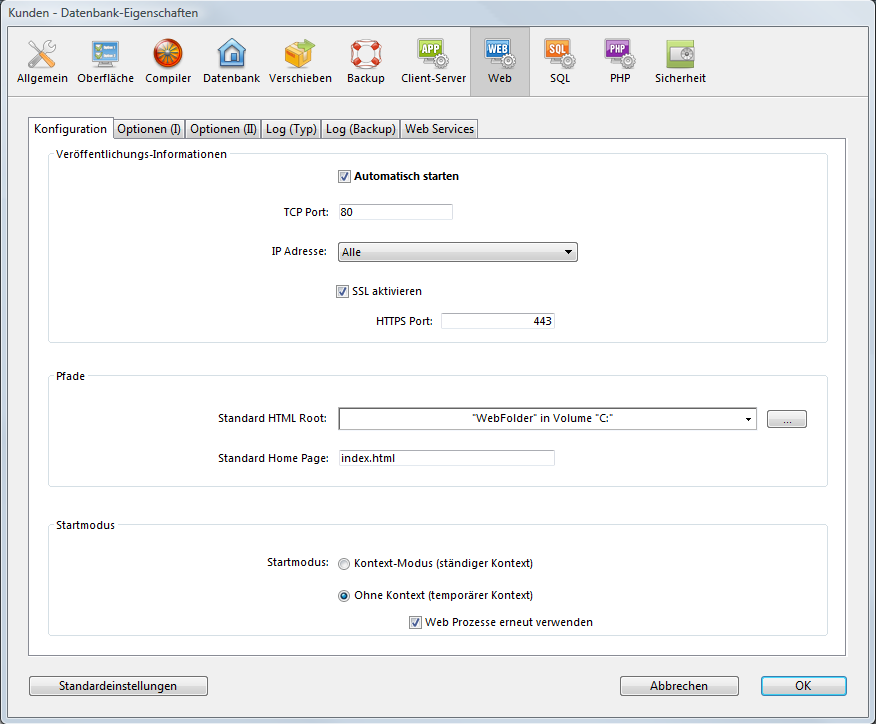 Kunden - Datenbank-Eigenschaften
APP WEB SQL PHP
Allgemein Oberfläche Compiler Datenbank Verschieben Backup Client-Server Web SQL PHP Sicherheit
Konfiguration Optionen (I) Optionen (II) Log (Typ) Log (Backup) Web Services
Veröffentlichungs-Informationen
Automatisch starten
TCP Port: 80
IP Adresse: Alle
SSL aktivieren
HTTPS Port: 443
Pfade
Standard HTML Root: "WebFolder" in Volume "C:" ...
Standard Home Page: index.html
Startmodus
Startmodus: Kontext-Modus (ständiger Kontext)
Ohne Kontext (temporärer Kontext)
Web Prozesse erneut verwenden
Standardeinstellungen Abbrechen OK